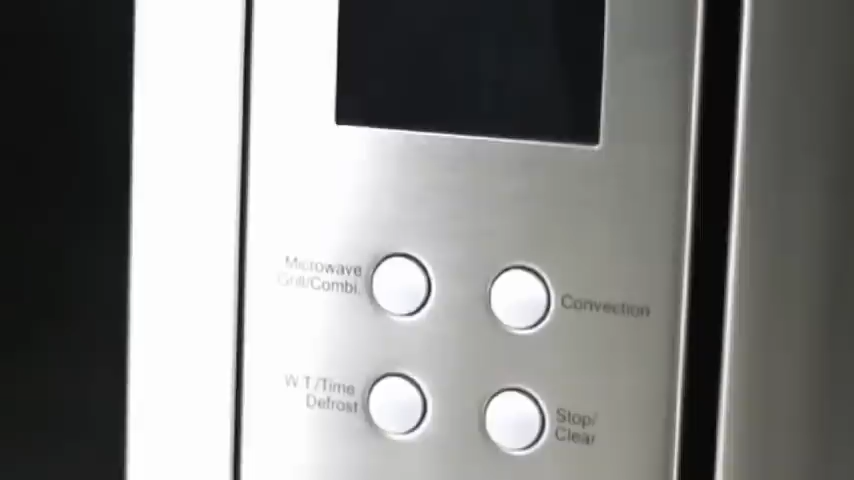 Microwave
Grill/Combi.
Convection
W.T./Time
Defrost
Stop/
Clear